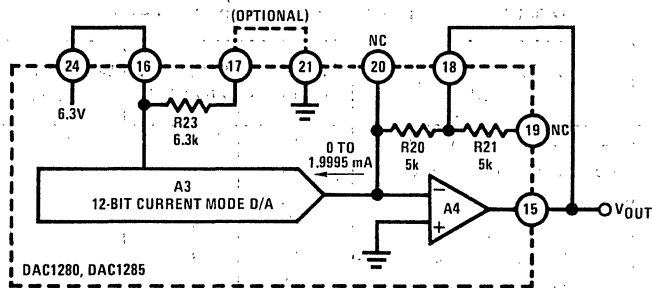 (OPTIONAL)
NC
24
16
17
21
20
18
6.3V
R23
6.3k
19
NC
0 TO
1.9995 mA
R20
5k
R21
5k
A3
12-BIT CURRENT MODE D/A
−
A4
+
15
VOUT
DAC1280, DAC1285